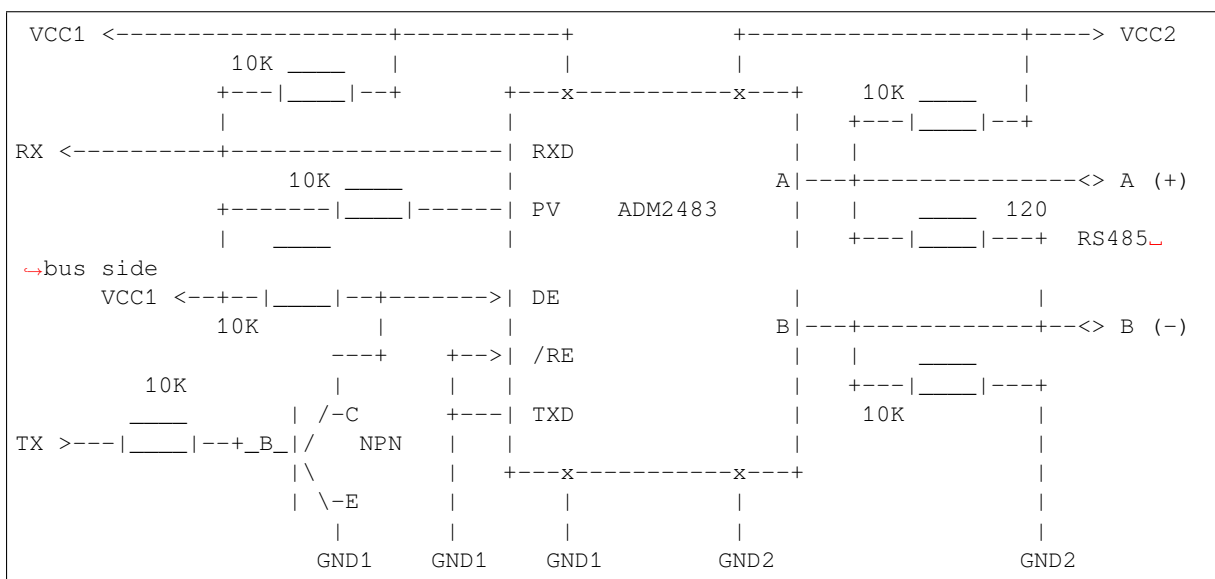 VCC1 <-------------------+-----------+           +-------------------+----> VCC2
10K ____    |           |           |                   |
+---|____|--+       +---x-----------x---+    10K ____   |
|                   |                   |   +---|____|--+
RX <----------+-------------------| RXD               |   |
10K ____       |                  A|---+---------------<> A (+)
+-------|____|------| PV    ADM2483     |   |    ____  120
|   ____            |                   |   +---|____|---+  RS485␣
↪bus side
VCC1 <--+--|____|--+------->| DE                |                |
10K        |        |                  B|---+------------+--<> B (-)
---+    +-->| /RE               |   |    ____
10K           |       |   |                   |   +---|____|---+
____       | /-C      +---| TXD               |    10K         |
TX >---|____|--+_B_|/   NPN   |   |                   |                |
|\         |   +---x-----------x---+                |
| \-E      |       |           |                    |
|       |       |           |                    |
GND1    GND1    GND1        GND2                 GND2